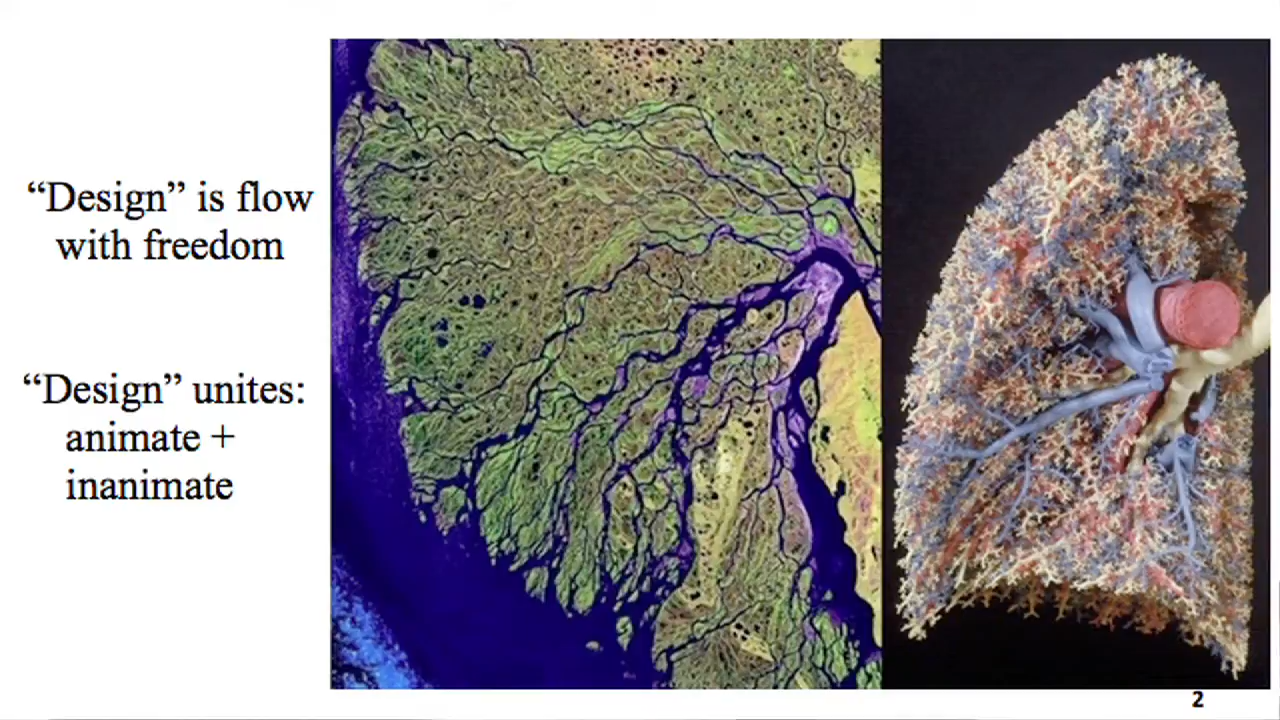 “Design” is flow
with freedom
“Design” unites:
animate +
inanimate
2